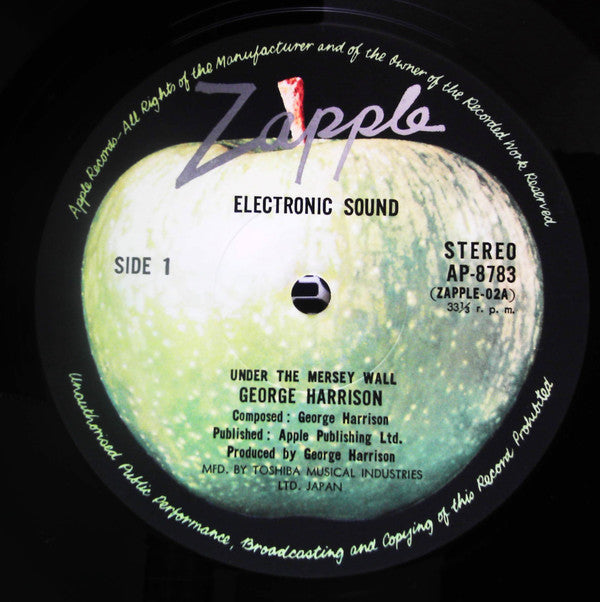 Apple Records - All Rights of the Manufacturer and of the Owner of the Recorded Work Reserved
Zapple
ELECTRONIC SOUND
SIDE 1
STEREO
AP-8783
(ZAPPLE-02A)
33⅓ r. p. m.
UNDER THE MERSEY WALL
GEORGE HARRISON
Composed : George Harrison
Published : Apple Publishing Ltd.
Produced by George Harrison
MFD. BY TOSHIBA MUSICAL INDUSTRIES
LTD. JAPAN
Unauthorised Public Performance, Broadcasting and Copying of this Record Prohibited